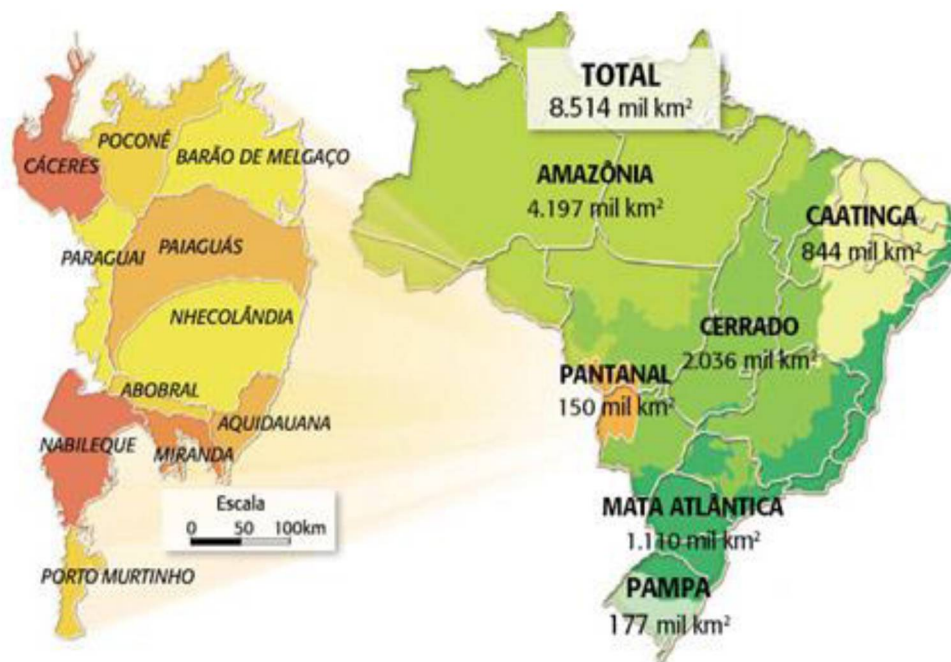 POCONÉ
CÁCERES
BARÃO DE MELGAÇO
PARAGUAI
PAIAGUÁS
NHECOLÂNDIA
ABOBRAL
AQUIDAUANA
NABILEQUE
MIRANDA
Escala
0 50 100km
PORTO MURTINHO
TOTAL
8.514 mil km²
AMAZÔNIA
4.197 mil km²
CAATINGA
844 mil km²
CERRADO
2.036 mil km²
PANTANAL
150 mil km²
MATA ATLÂNTICA
1.110 mil km²
PAMPA
177 mil km²